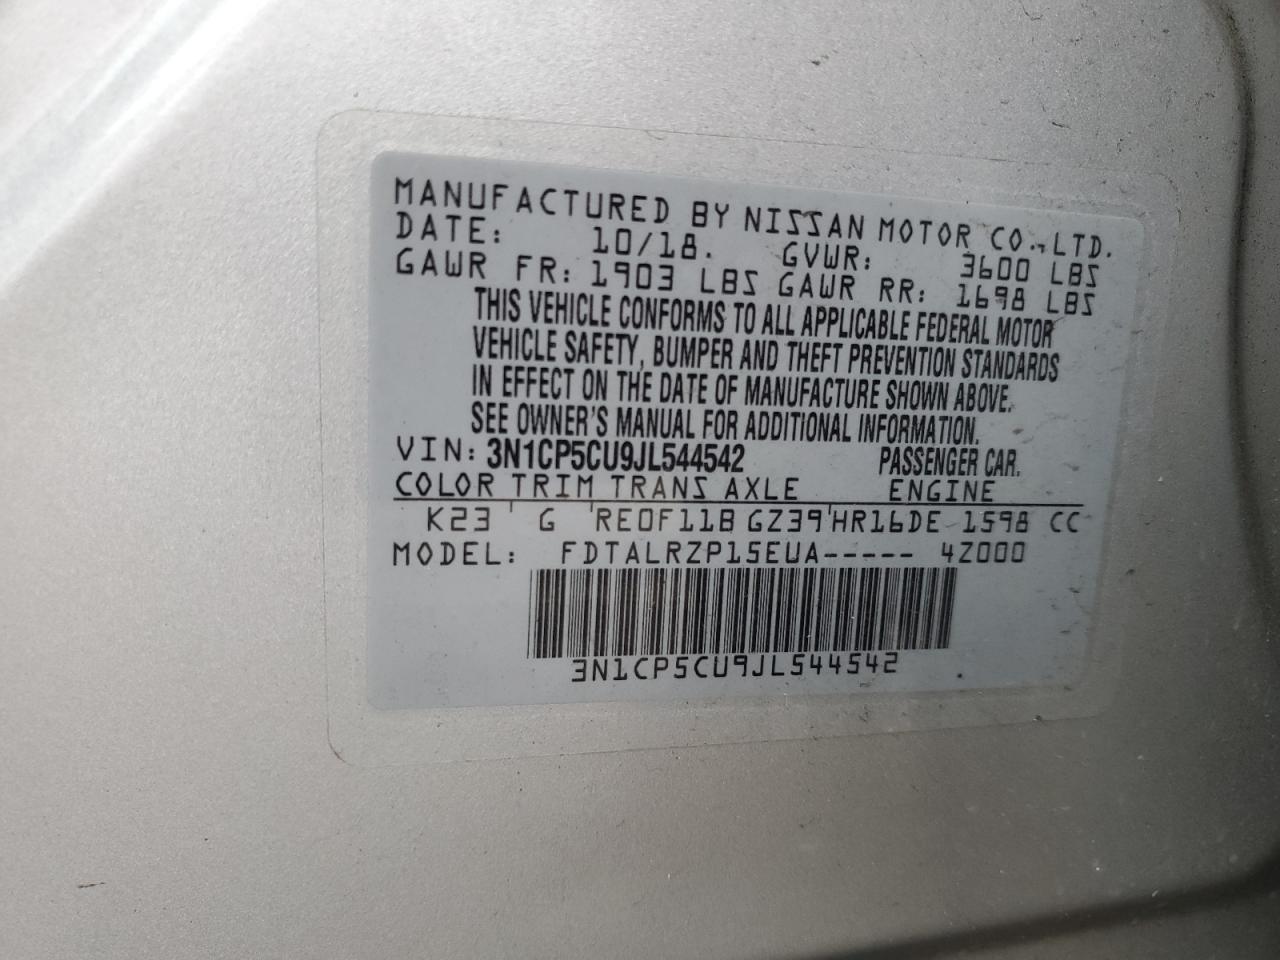 MANUFACTURED BY NISSAN MOTOR CO.,LTD.
DATE: 10/18. GVWR: 3600 LBS
GAWR FR: 1903 LBS GAWR RR: 1698 LBS
THIS VEHICLE CONFORMS TO ALL APPLICABLE FEDERAL MOTOR
VEHICLE SAFETY, BUMPER AND THEFT PREVENTION STANDARDS
IN EFFECT ON THE DATE OF MANUFACTURE SHOWN ABOVE.
SEE OWNER'S MANUAL FOR ADDITIONAL INFORMATION.
VIN: 3N1CP5CU9JL544542 PASSENGER CAR.
COLOR TRIM TRANS AXLE ENGINE
K23 ' G 'RE0F11B GZ39'HR16DE 1598 CC
MODEL: FDTALRZP15EUA----- 4Z000
3N1CP5CU9JL544542